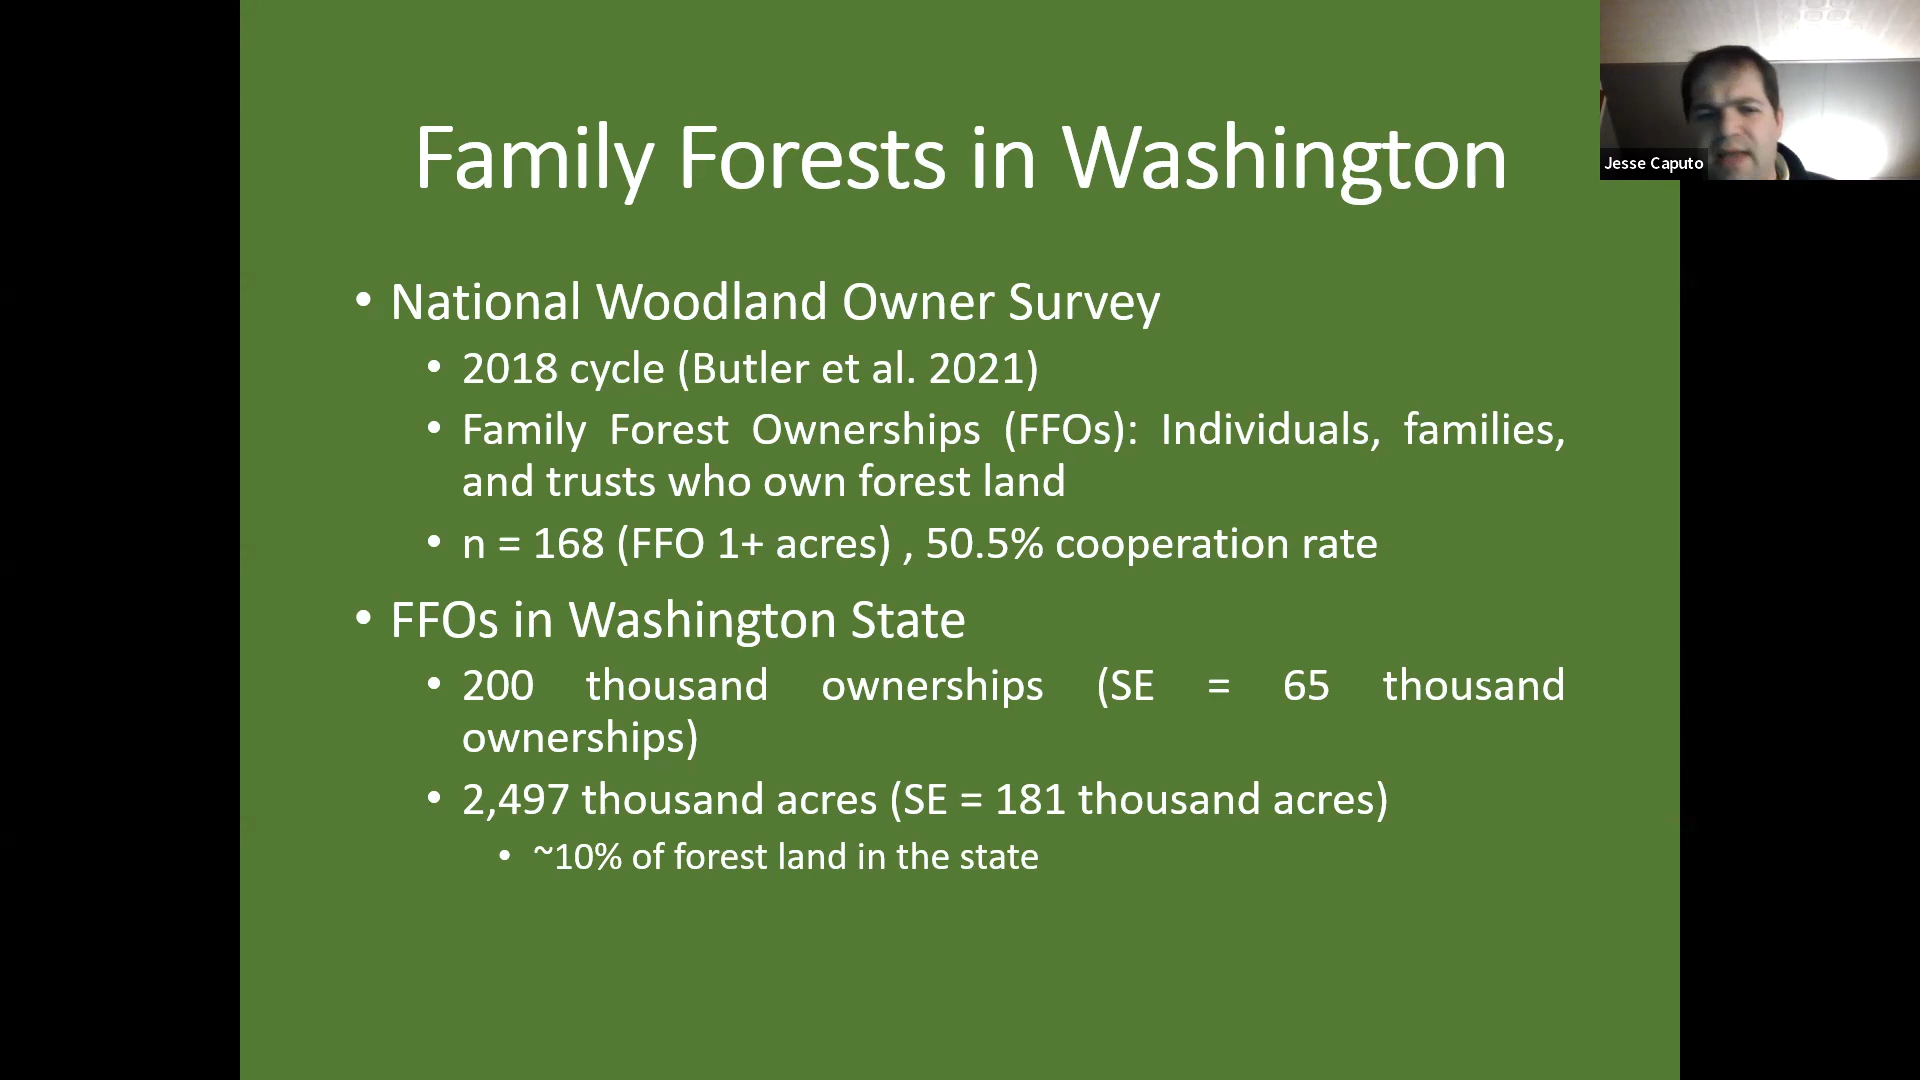 Family Forests in Washington
Jesse Caputo
• National Woodland Owner Survey
• 2018 cycle (Butler et al. 2021)
• Family Forest Ownerships (FFOs): Individuals, families,
and trusts who own forest land
• n = 168 (FFO 1+ acres) , 50.5% cooperation rate
• FFOs in Washington State
• 200 thousand ownerships (SE = 65 thousand
ownerships)
• 2,497 thousand acres (SE = 181 thousand acres)
• ~10% of forest land in the state